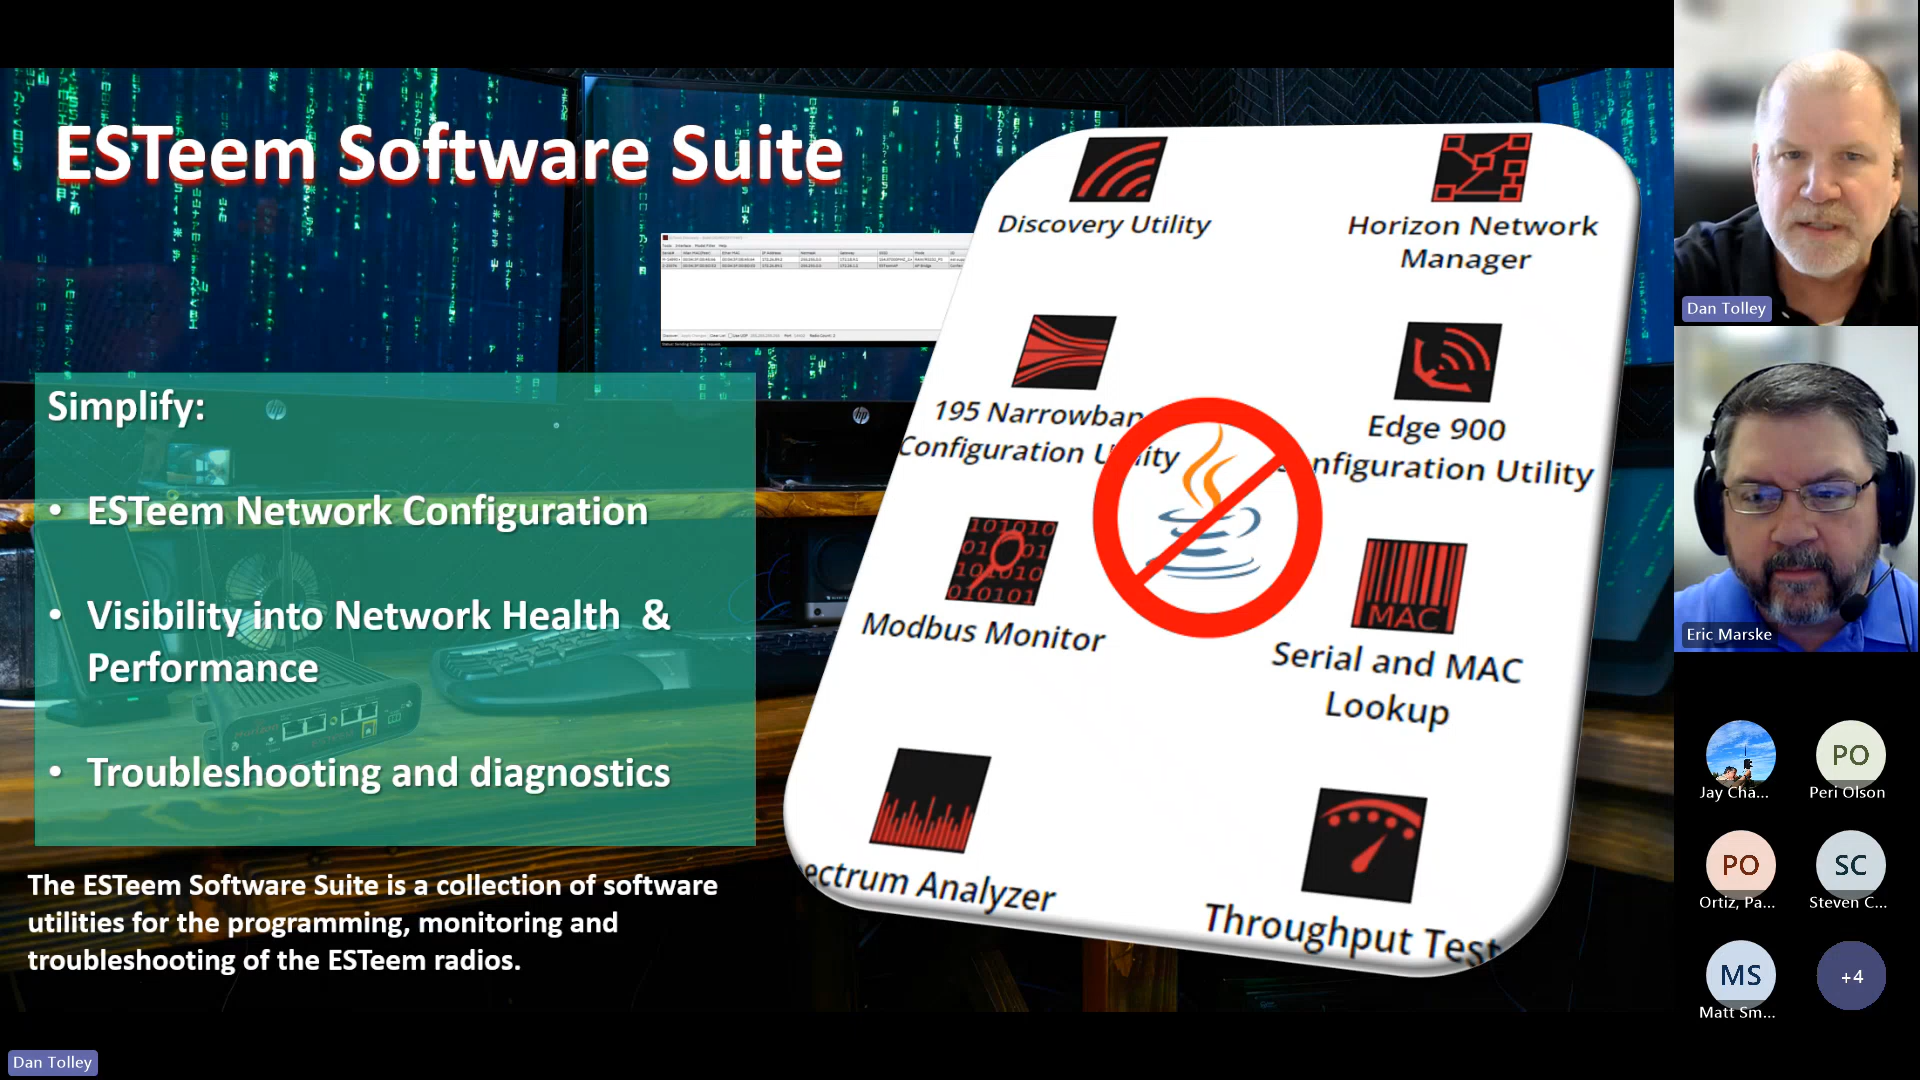 ESTeem Software Suite
Simplify:
• ESTeem Network Configuration
• Visibility into Network Health &
Performance
• Troubleshooting and diagnostics
The ESTeem Software Suite is a collection of software
utilities for the programming, monitoring and
troubleshooting of the ESTeem radios.
Discovery Utility
Horizon Network
Manager
195 Narrowban
Configuration U ity
Edge 900
nfiguration Utility
101010
Modbus Monitor
MAC
Serial and MAC
Lookup
ectrum Analyzer
Throughput Test
Dan Tolley
Eric Marske
Jay Cha...
PO
Peri Olson
PO
Ortiz, Pa...
SC
Steven C...
MS
Matt Sm...
+4
Dan Tolley